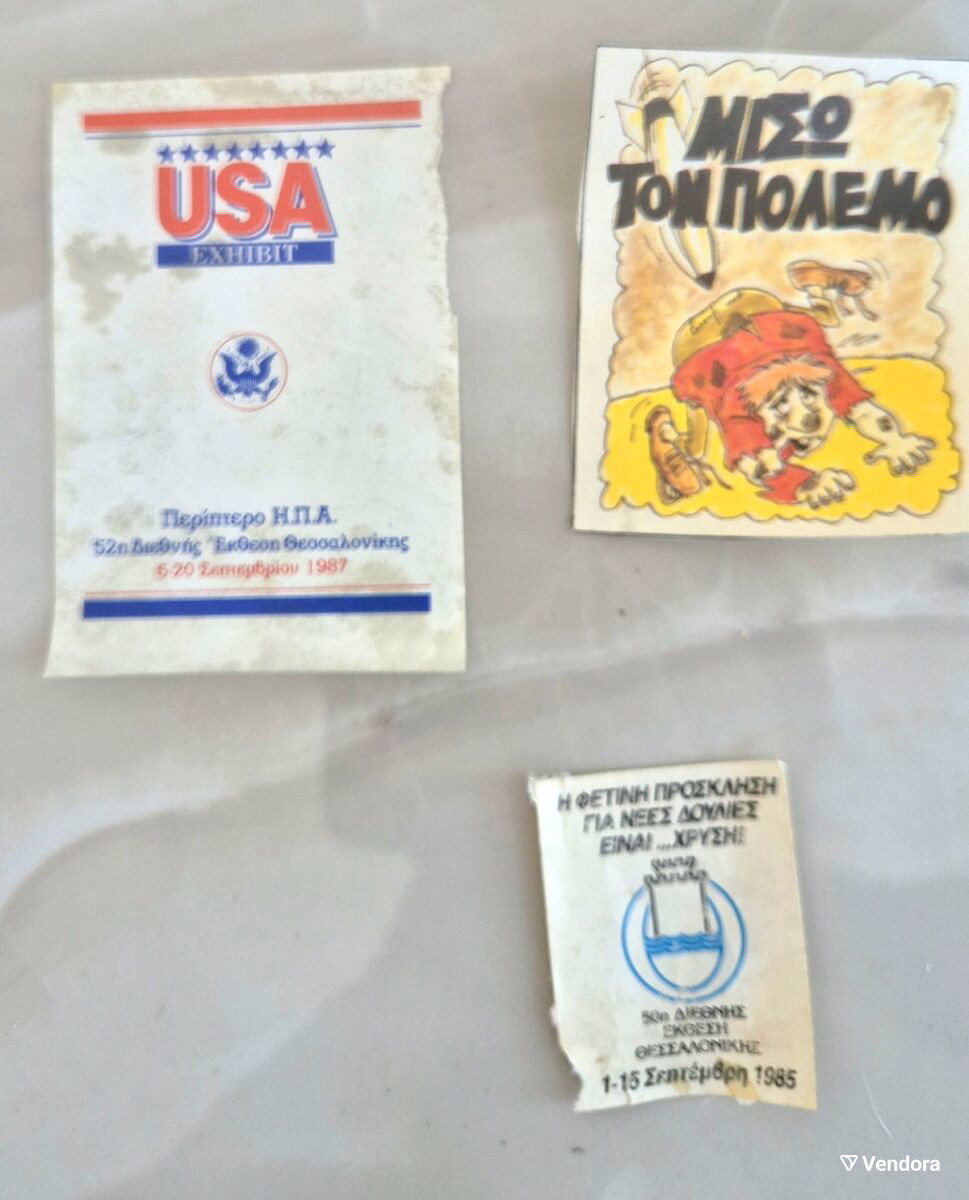 USA
EXHIBIT
Περίπτερο Η.Π.Α.
52η Διεθνής Έκθεση Θεσσαλονίκης
6-20 Σεπτεμβρίου 1987
ΜΙΣΩ
ΤΟΝ ΠΟΛΕΜΟ
Η ΦΕΤΙΝΗ ΠΡΟΣΚΛΗΣΗ
ΓΙΑ ΝΕΕΣ ΔΟΥΛΙΕΣ
ΕΙΝΑΙ ...ΧΡΥΣΗ!
50η ΔΙΕΘΝΗΣ
ΕΚΘΕΣΗ
ΘΕΣΣΑΛΟΝΙΚΗΣ
1-15 Σεπτέμβρη 1985
Vendora